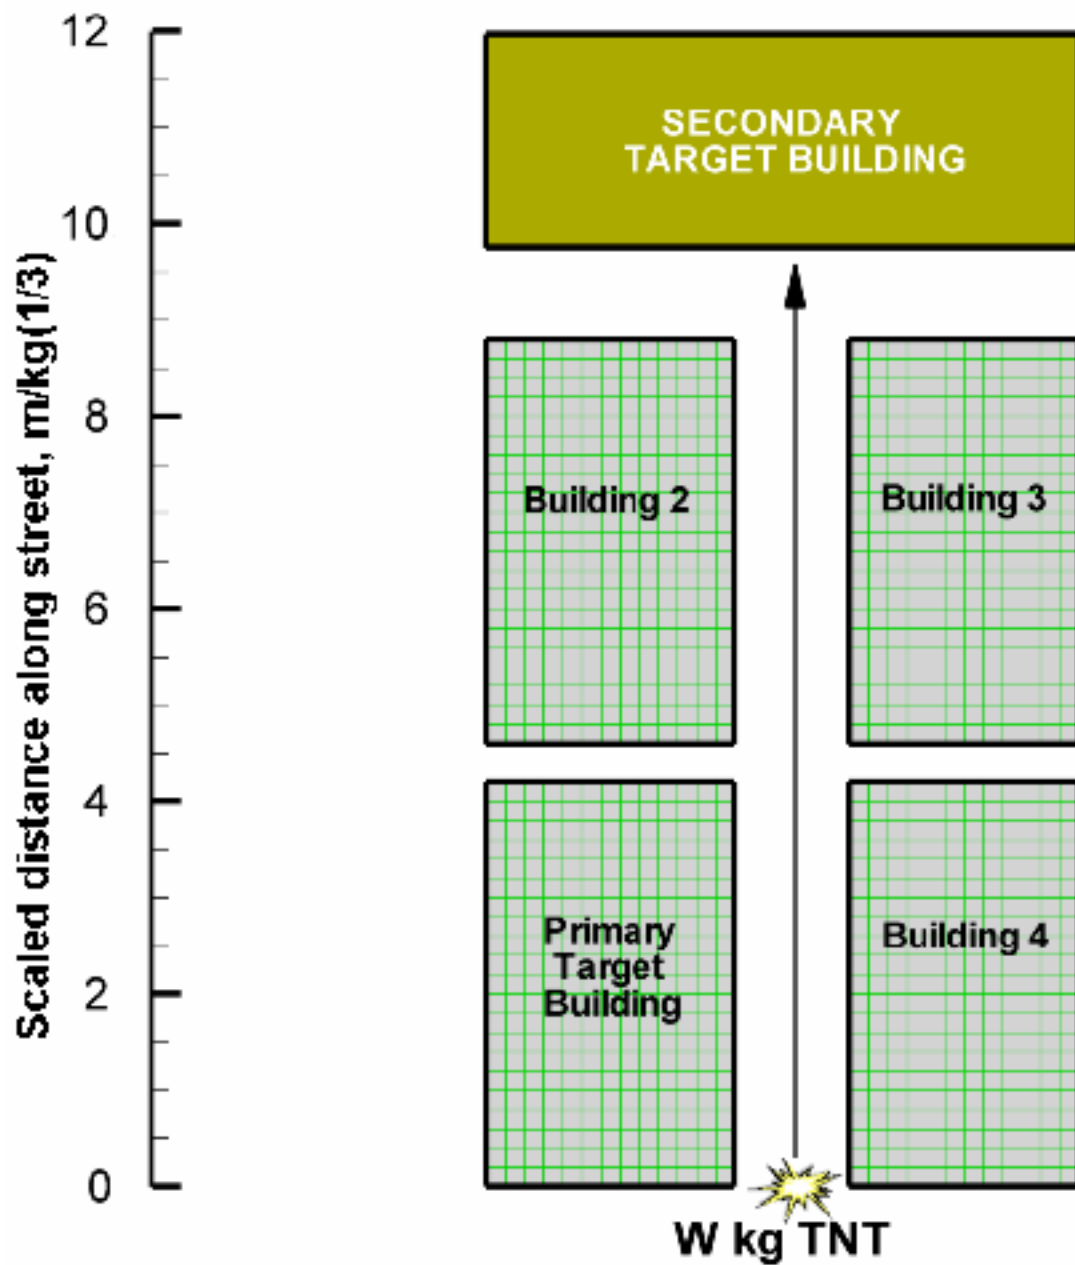 12
SECONDARY
TARGET BUILDING
10
8
Building 2
Building 3
6
4
Primary
Target
Building
Building 4
2
0
W kg TNT
Scaled distance along street, m/kg(1/3)